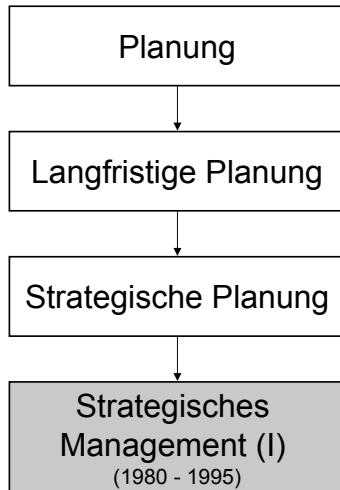 Planung
Langfristige Planung
Strategische Planung
Strategisches
Management (I)
(1980 - 1995)